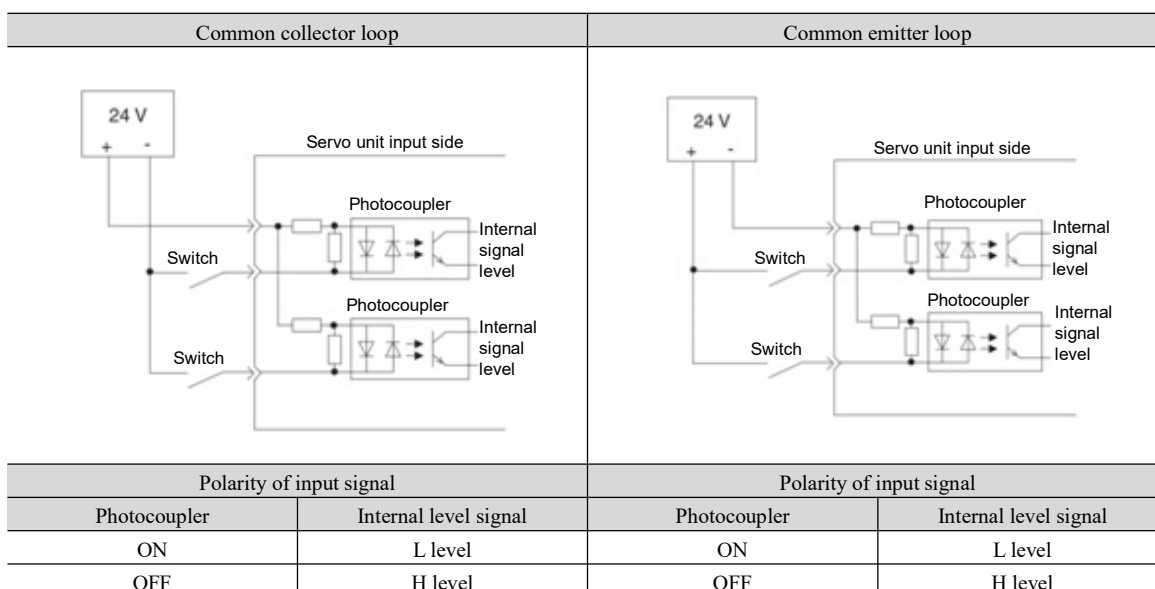 Common collector loop
Common emitter loop
24 V
+ -
Servo unit input side
Photocoupler
Internal
signal
level
Switch
Photocoupler
Internal
signal
level
Switch
24 V
+ -
Servo unit input side
Photocoupler
Internal
signal
level
Switch
Photocoupler
Internal
signal
level
Switch
Polarity of input signal
Polarity of input signal
Photocoupler
Internal level signal
Photocoupler
Internal level signal
ON
L level
ON
L level
OFF
H level
OFF
H level